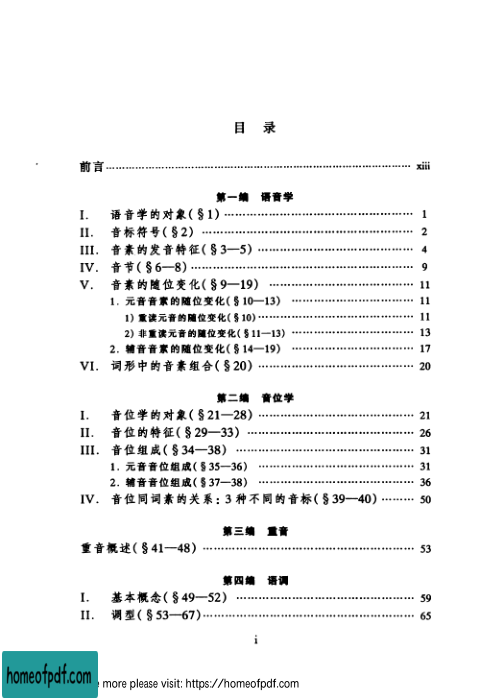 目 录
前言 xiii
第一编 语音学
I. 语音学的对象(§1) 1
II. 音标符号(§2) 2
III. 音素的发音特征(§3—5) 4
IV. 音节(§6—8) 9
V. 音素的随位变化(§9—19) 11
1. 元音音素的随位变化(§10—13) 11
1) 重读元音的随位变化(§10) 11
2) 非重读元音的随位变化(§11—13) 13
2. 辅音音素的随位变化(§14—19) 17
VI. 词形中的音素组合(§20) 20
第二编 音位学
I. 音位学的对象(§21—28) 21
II. 音位的特征(§29—33) 26
III. 音位组成(§34—38) 31
1. 元音音位组成(§35—36) 31
2. 辅音音位组成(§37—38) 36
IV. 音位同词素的关系：3种不同的音标(§39—40) 50
第三编 重音
重音概述(§41—48) 53
第四编 语调
I. 基本概念(§49—52) 59
II. 调型(§53—67) 65
i
homeofpdf.com
more please visit: https://homeofpdf.com